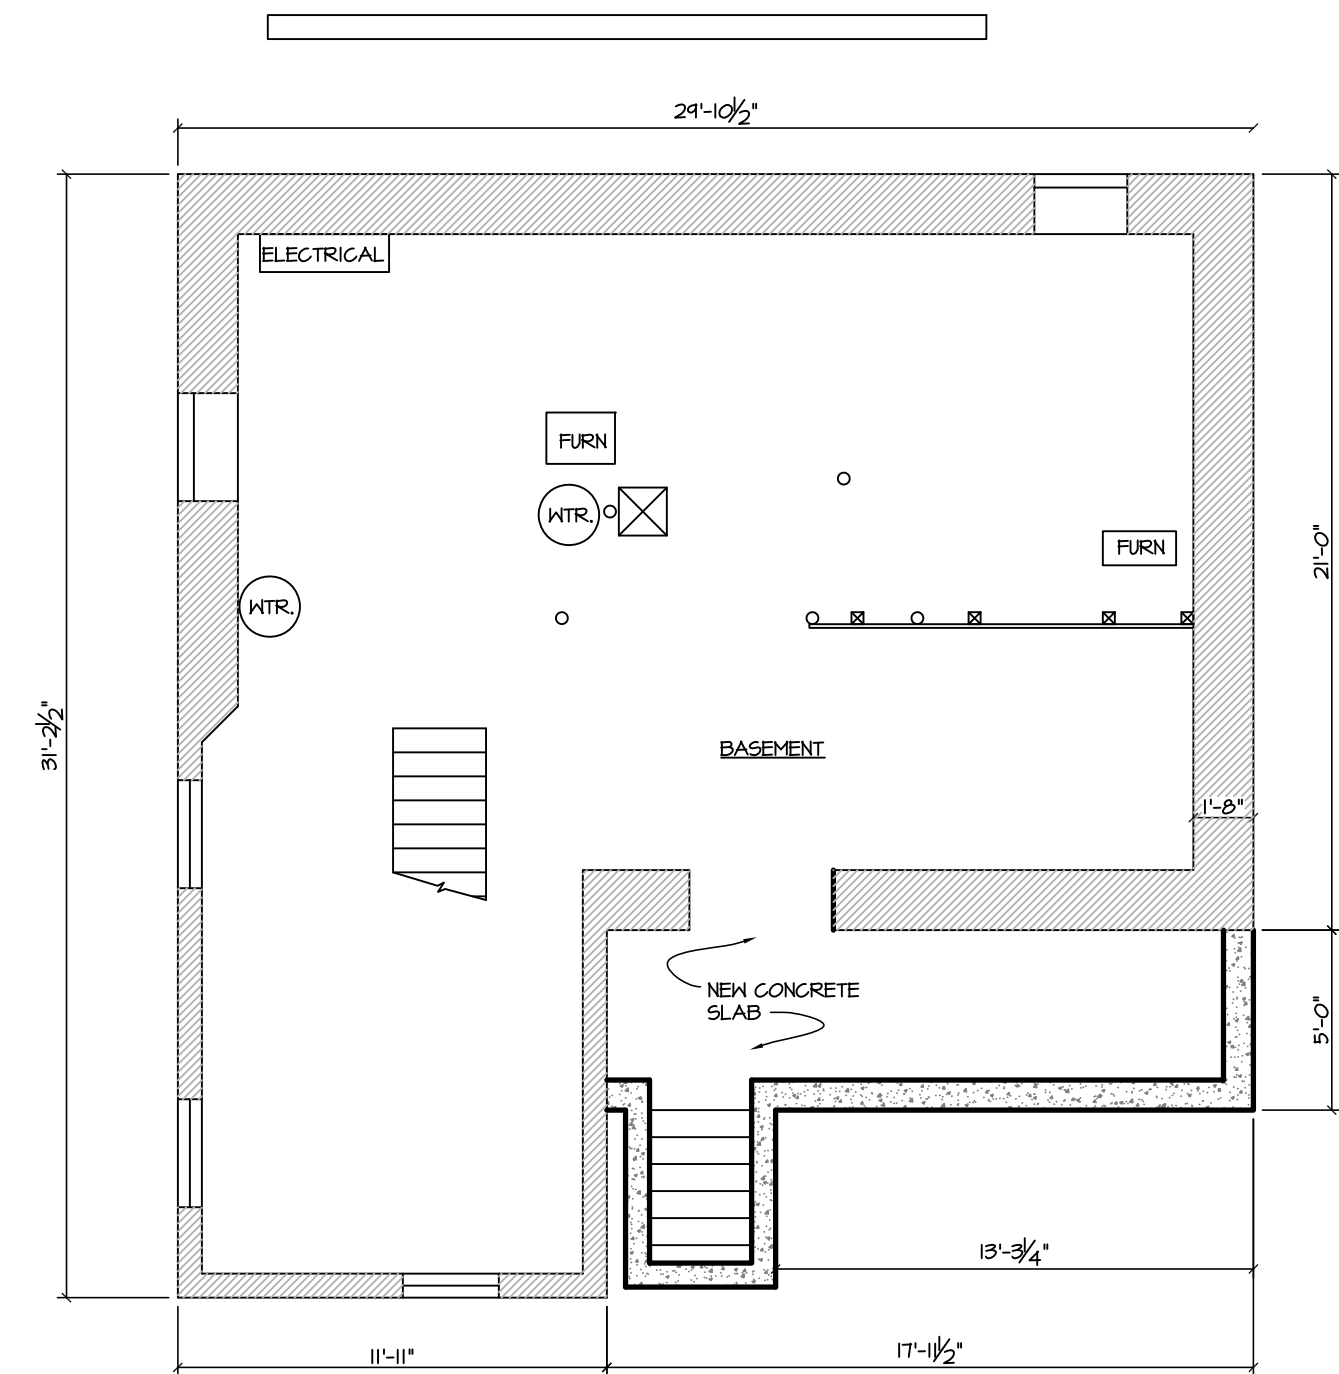 29'-10½"
ELECTRICAL
FURN
WTR.
FURN
WTR.
21'-0"
31'-2½"
BASEMENT
1'-8"
NEW CONCRETE
SLAB
5'-0"
13'-3¼"
11'-11"
17'-11½"